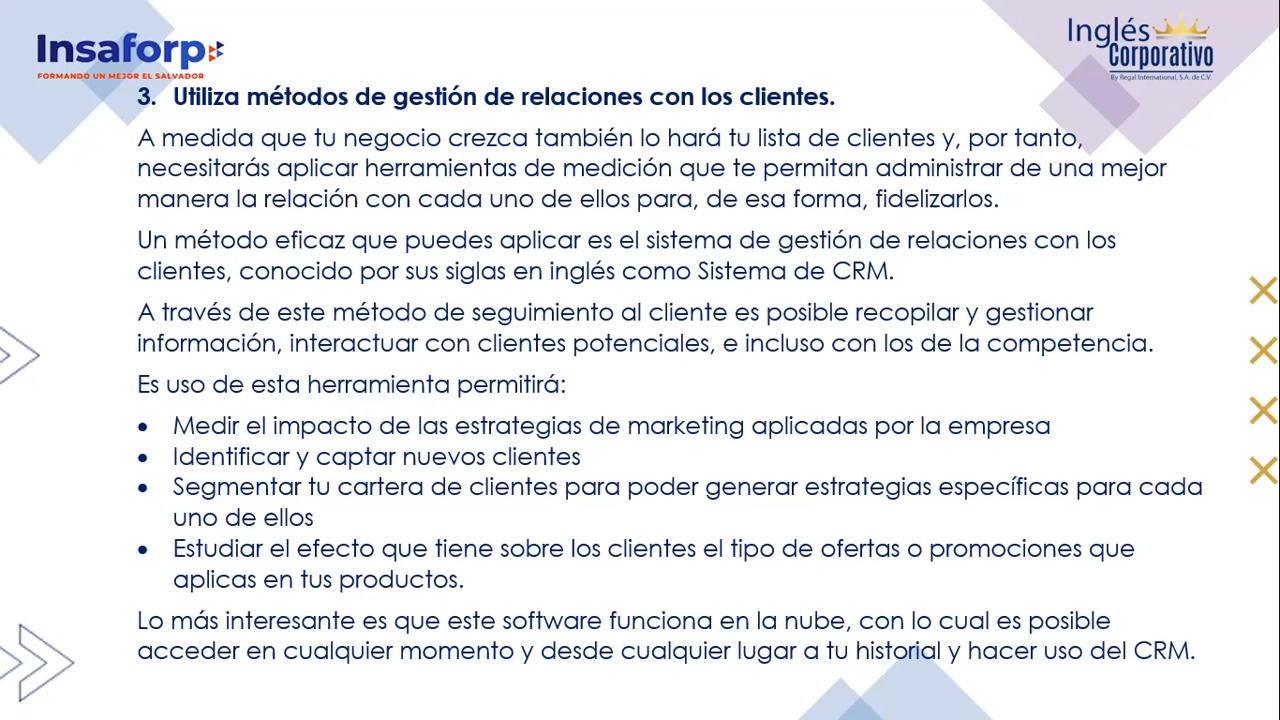 Insaforp
FORMANDO UN MEJOR EL SALVADOR
Inglés
Corporativo
By Regal International, S.A. de C.V.
3. Utiliza métodos de gestión de relaciones con los clientes.
A medida que tu negocio crezca también lo hará tu lista de clientes y, por tanto,
necesitarás aplicar herramientas de medición que te permitan administrar de una mejor
manera la relación con cada uno de ellos para, de esa forma, fidelizarlos.
Un método eficaz que puedes aplicar es el sistema de gestión de relaciones con los
clientes, conocido por sus siglas en inglés como Sistema de CRM.
A través de este método de seguimiento al cliente es posible recopilar y gestionar
información, interactuar con clientes potenciales, e incluso con los de la competencia.
Es uso de esta herramienta permitirá:
• Medir el impacto de las estrategias de marketing aplicadas por la empresa
• Identificar y captar nuevos clientes
• Segmentar tu cartera de clientes para poder generar estrategias específicas para cada
uno de ellos
• Estudiar el efecto que tiene sobre los clientes el tipo de ofertas o promociones que
aplicas en tus productos.
Lo más interesante es que este software funciona en la nube, con lo cual es posible
acceder en cualquier momento y desde cualquier lugar a tu historial y hacer uso del CRM.